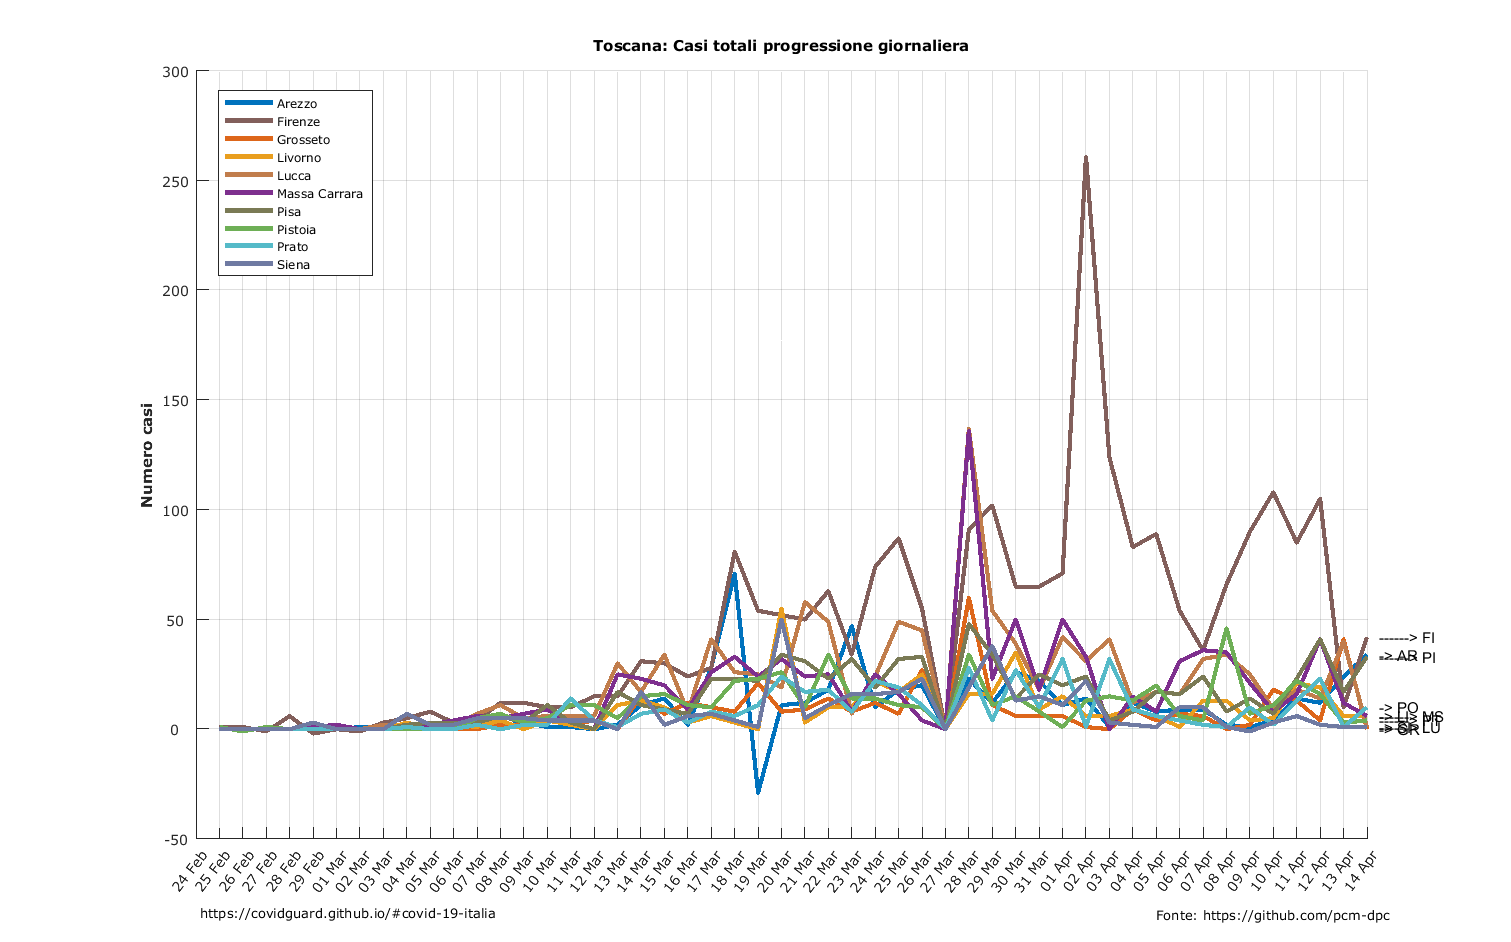 Toscana: Casi totali progressione giornaliera
300
250
200
150
100
50
0
-50
Numero casi
Arezzo
Firenze
Grosseto
Livorno
Lucca
Massa Carrara
Pisa
Pistoia
Prato
Siena
------> FI
-> AR
PI
-> PO
MS
LU
24 Feb
25 Feb
26 Feb
27 Feb
28 Feb
29 Feb
01 Mar
02 Mar
03 Mar
04 Mar
05 Mar
06 Mar
07 Mar
08 Mar
09 Mar
10 Mar
11 Mar
12 Mar
13 Mar
14 Mar
15 Mar
16 Mar
17 Mar
18 Mar
19 Mar
20 Mar
21 Mar
22 Mar
23 Mar
24 Mar
25 Mar
26 Mar
27 Mar
28 Mar
29 Mar
30 Mar
31 Mar
01 Apr
02 Apr
03 Apr
04 Apr
05 Apr
06 Apr
07 Apr
08 Apr
09 Apr
10 Apr
11 Apr
12 Apr
13 Apr
14 Apr
https://covidguard.github.io/#covid-19-italia
Fonte: https://github.com/pcm-dpc